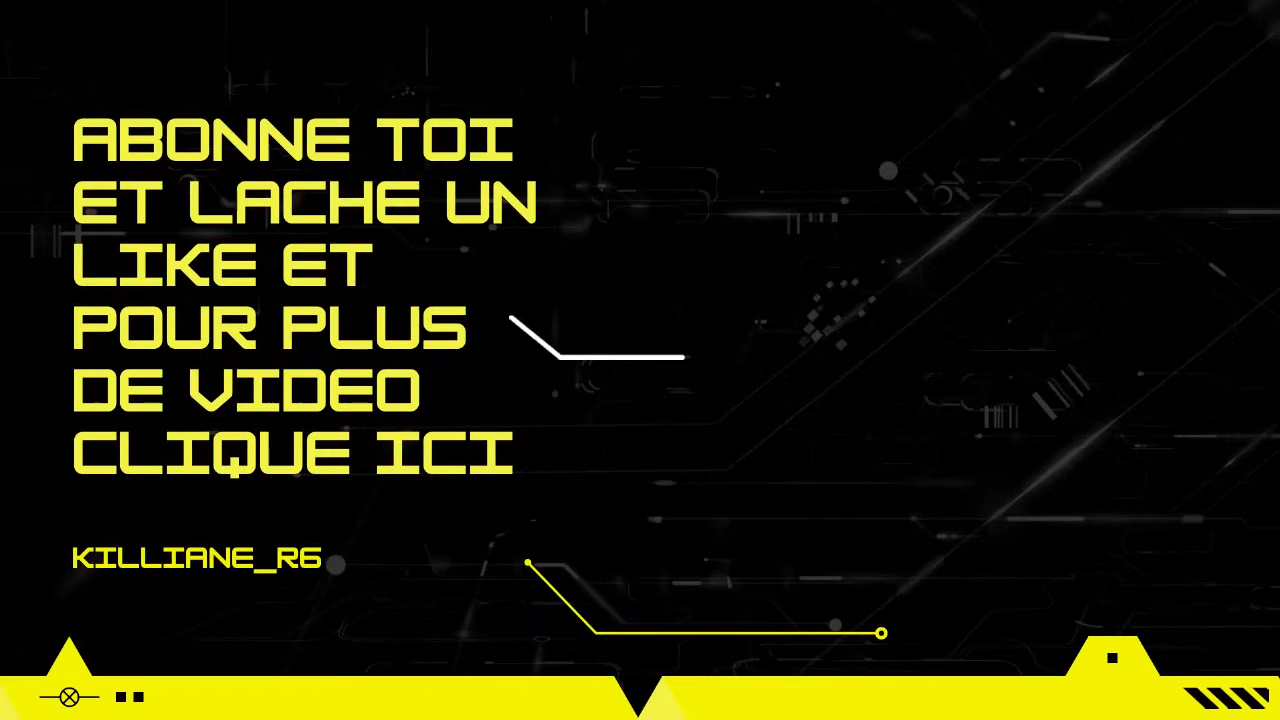 ABONNE TOI
ET LACHE UN
LIKE ET
POUR PLUS
DE VIDEO
CLIQUE ICI
KILLIANE_R6